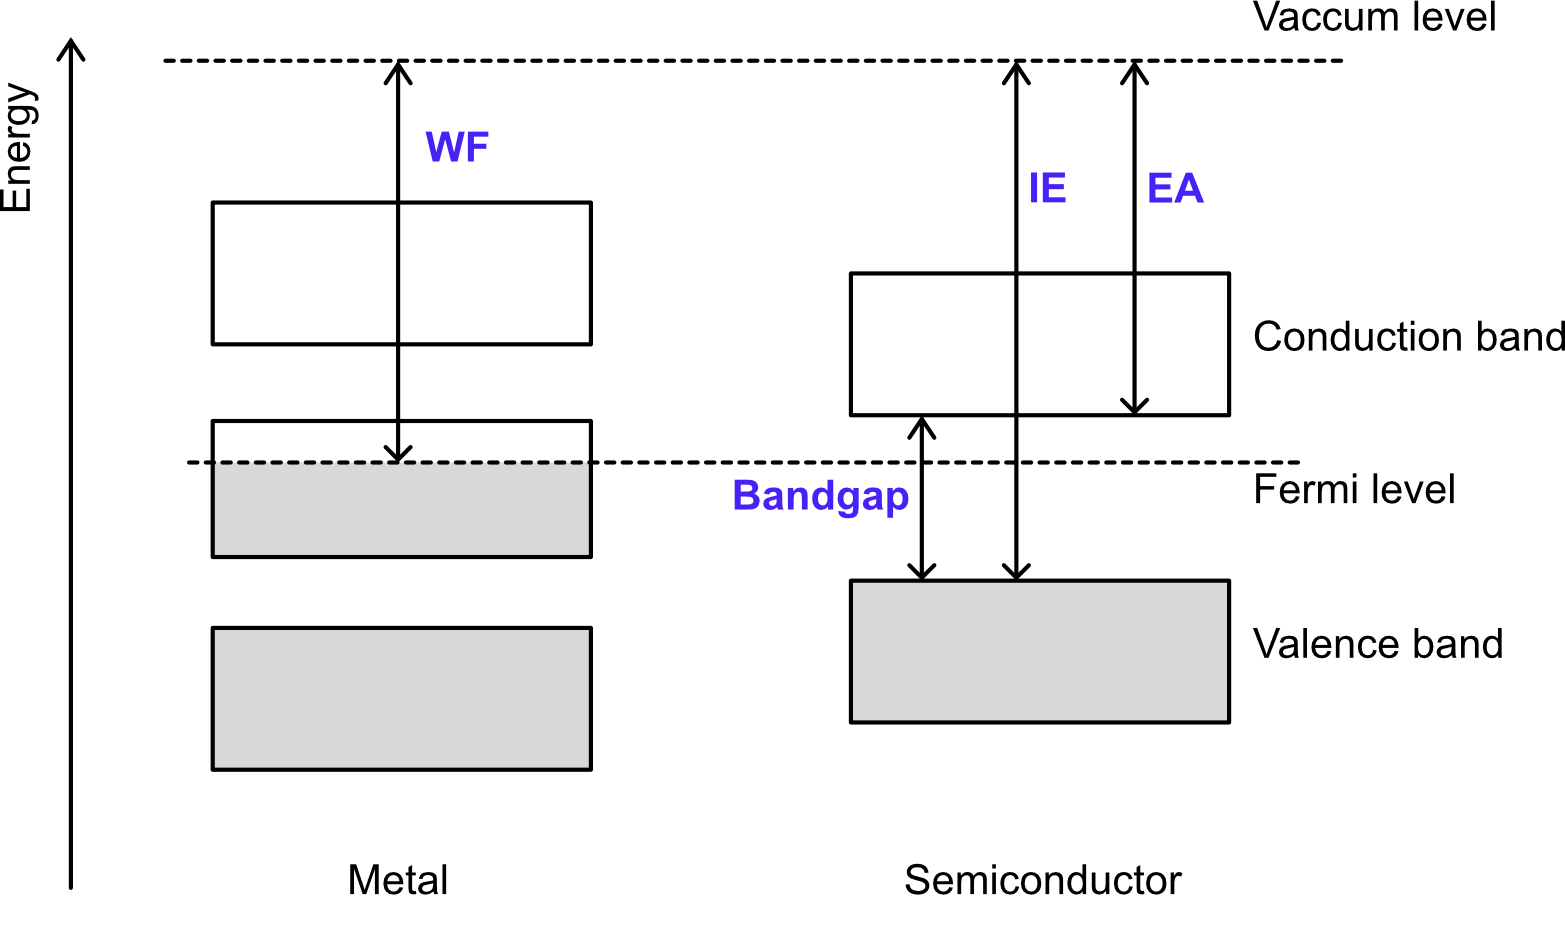 Vaccum level
Energy
WF
IE
EA
Conduction band
Fermi level
Bandgap
Valence band
Metal
Semiconductor